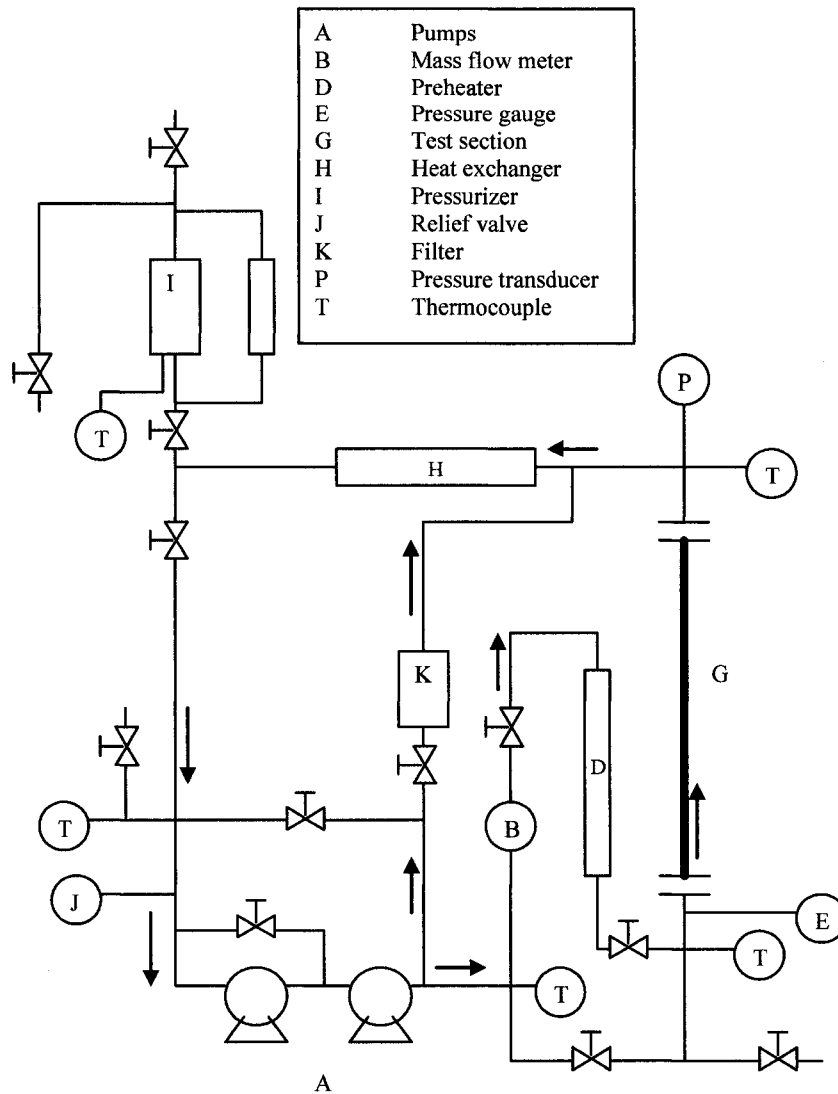 A Pumps
B Mass flow meter
D Preheater
E Pressure gauge
G Test section
H Heat exchanger
I Pressurizer
J Relief valve
K Filter
P Pressure transducer
T Thermocouple
I
P
T
H
T
K
G
D
T
B
J
E
T
T
A